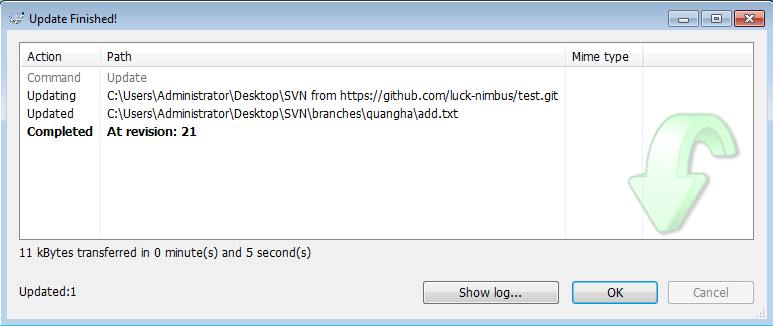 Update Finished!
Action Path Mime type
Command Update
Updating C:\Users\Administrator\Desktop\SVN from https://github.com/luck-nimbus/test.git
Updated C:\Users\Administrator\Desktop\SVN\branches\quangha\add.txt
Completed At revision: 21
11 kBytes transferred in 0 minute(s) and 5 second(s)
Updated:1 Show log... OK Cancel